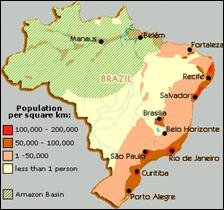 Manaus
Belém
Fortaleza
BRAZIL
Recife
Population
per square km:
Salvador
100,000 - 200,000
Brasilia
50,000 - 100,000
Belo Horizonte
1 -50,000
São Paulo
Rio de Janeiro
less than 1 person
Curitiba
Amazon Basin
Porto Alegre